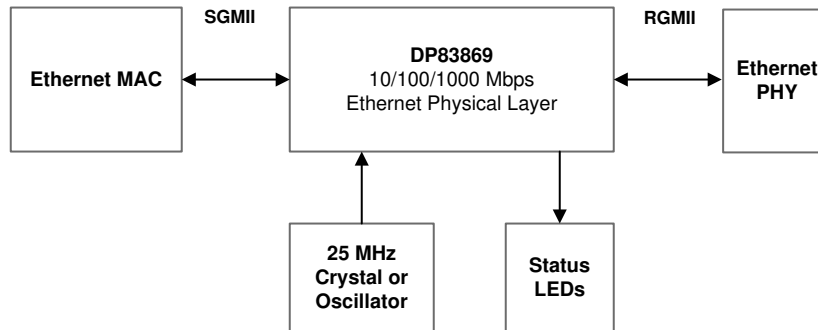 SGMII
RGMII
Ethernet MAC
DP83869
10/100/1000 Mbps
Ethernet Physical Layer
Ethernet
PHY
25 MHz
Crystal or
Oscillator
Status
LEDs